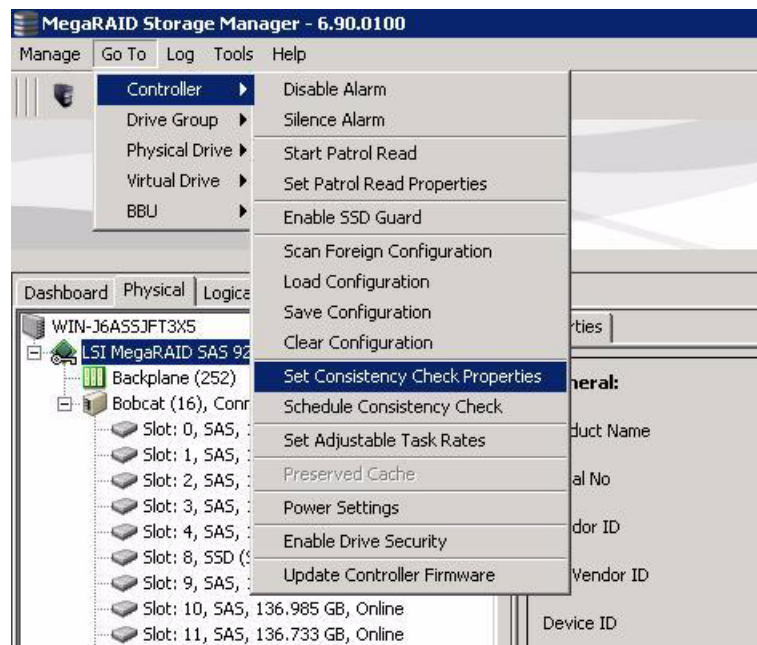 MegaRAID Storage Manager - 6.90.0100
Manage Go To Log Tools Help
Controller
Drive Group
Physical Drive
Virtual Drive
BBU
Disable Alarm
Silence Alarm
Start Patrol Read
Set Patrol Read Properties
Enable SSD Guard
Scan Foreign Configuration
Load Configuration
Save Configuration
Clear Configuration
Set Consistency Check Properties
Schedule Consistency Check
Set Adjustable Task Rates
Preserved Cache
Power Settings
Enable Drive Security
Update Controller Firmware
Dashboard Physical Logica
WIN-J6ASSJFT3X5
LSI MegaRAID SAS 92
Backplane (252)
Bobcat (16), Conn
Slot: 0, SAS,
Slot: 1, SAS,
Slot: 2, SAS,
Slot: 3, SAS,
Slot: 4, SAS,
Slot: 8, SSD (
Slot: 9, SAS,
Slot: 10, SAS, 136.985 GB, Online
Slot: 11, SAS, 136.733 GB, Online
rties
neral:
duct Name
al No
dor ID
Vendor ID
Device ID